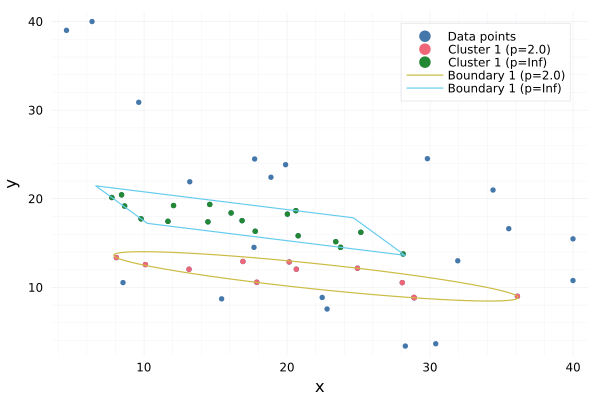 40
30
20
10
y
10
20
30
40
x
Data points
Cluster 1 (p=2.0)
Cluster 1 (p=Inf)
Boundary 1 (p=2.0)
Boundary 1 (p=Inf)